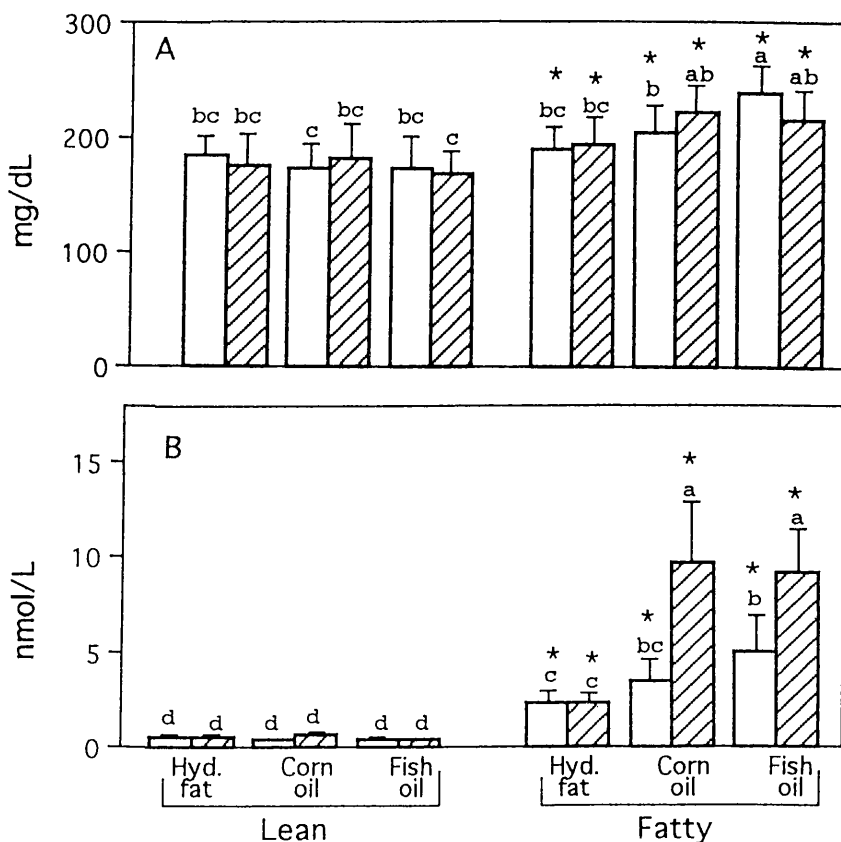 300
A
* * * * * *
bc bc c bc bc c bc bc b ab a ab
200
mg/dL
100
0
B
15
10
nmol/L
5
0
* * * * * *
d d d d d d c c bc a b a
Hyd. fat Corn oil Fish oil Hyd. fat Corn oil Fish oil
Lean Fatty